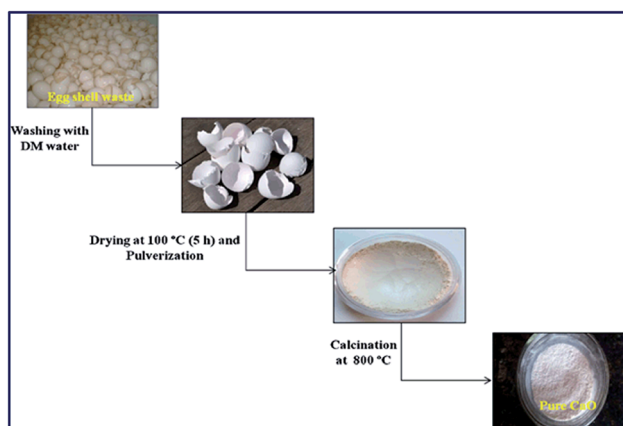 Egg shell waste
Washing with
DM water
Drying at 100 °C (5 h) and
Pulverization
Calcination
at 800 °C
Pure CaO